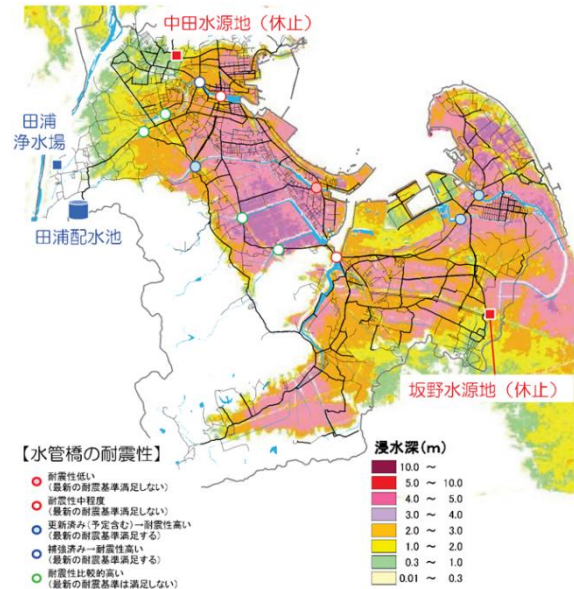 中田水源地（休止）
田浦
浄水場
田浦配水池
坂野水源地（休止）
【水管橋の耐震性】
耐震性低い
（最新の耐震基準満足しない）
耐震性中程度
（最新の耐震基準満足しない）
更新済み（予定含む）→耐震性高い
（最新の耐震基準満足する）
補強済み→耐震性高い
（最新の耐震基準満足する）
耐震性比較的高い
（最新の耐震基準は満足しない）
浸水深(m)
10.0 ～
5.0 ～ 10.0
4.0 ～ 5.0
3.0 ～ 4.0
2.0 ～ 3.0
1.0 ～ 2.0
0.3 ～ 1.0
0.01 ～ 0.3